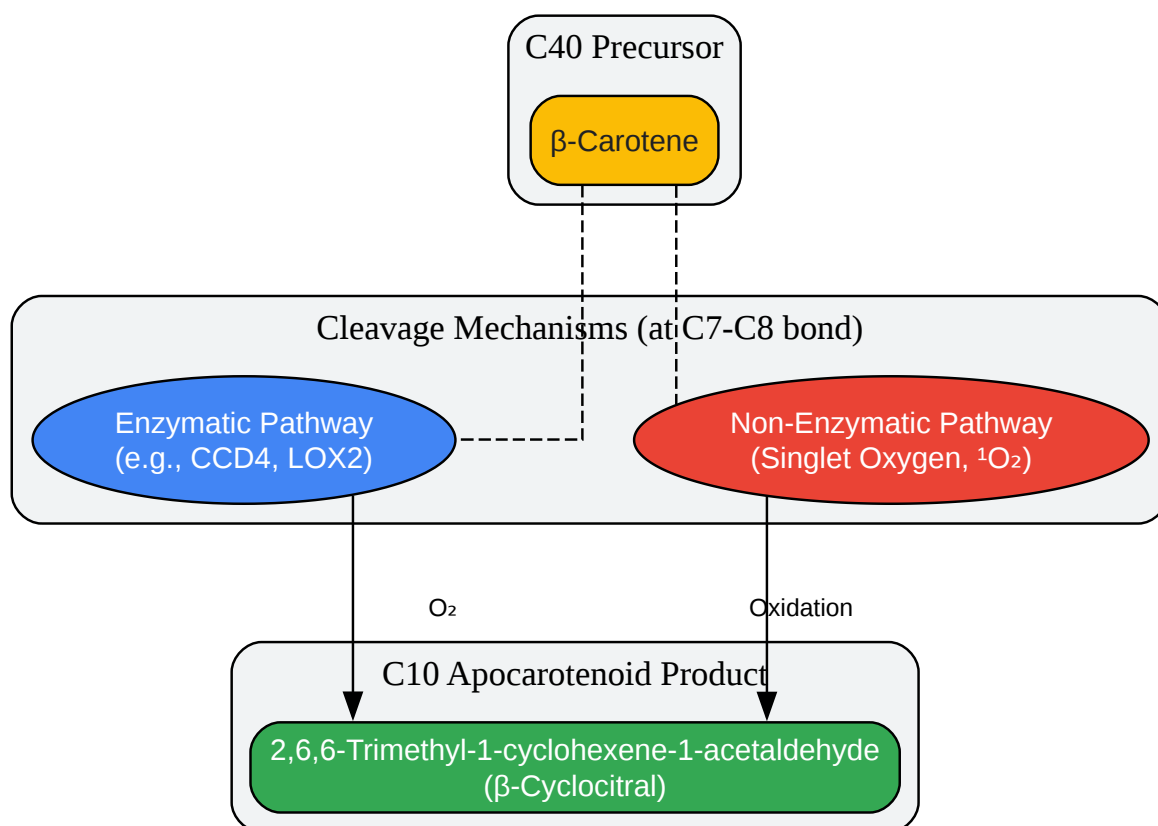 C40 Precursor
β-Carotene
Cleavage Mechanisms (at C7-C8 bond)
Enzymatic Pathway
(e.g., CCD4, LOX2)
Non-Enzymatic Pathway
(Singlet Oxygen, ¹O₂)
O₂
Oxidation
C10 Apocarotenoid Product
2,6,6-Trimethyl-1-cyclohexene-1-acetaldehyde
(β-Cyclocitral)